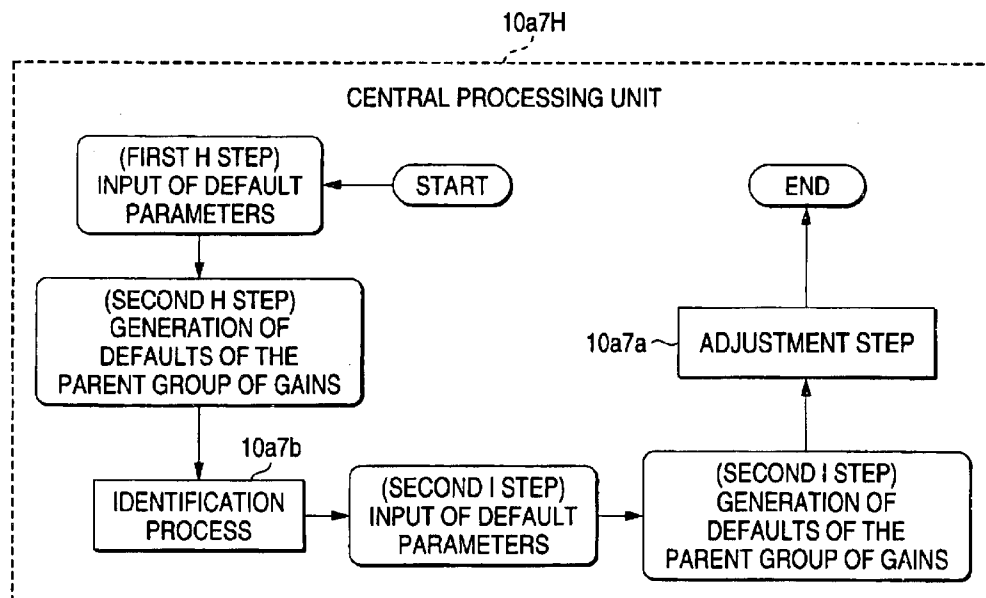 10a7H
CENTRAL PROCESSING UNIT
(FIRST H STEP)
INPUT OF DEFAULT
PARAMETERS
START
END
(SECOND H STEP)
GENERATION OF
DEFAULTS OF THE
PARENT GROUP OF GAINS
10a7a
ADJUSTMENT STEP
10a7b
IDENTIFICATION
PROCESS
(SECOND I STEP)
INPUT OF DEFAULT
PARAMETERS
(SECOND I STEP)
GENERATION OF
DEFAULTS OF THE
PARENT GROUP OF GAINS